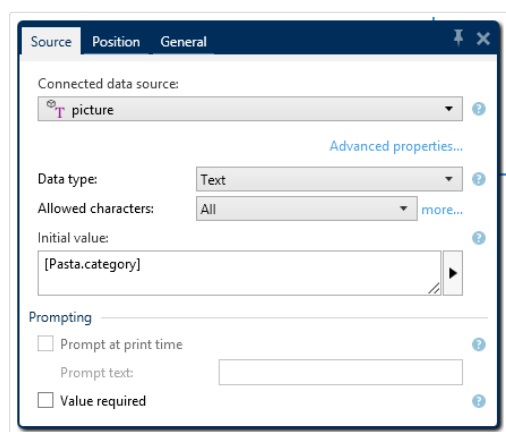 Source Position General
Connected data source:
T picture
Advanced properties...
Data type: Text
Allowed characters: All more...
Initial value:
[Pasta.category]
Prompting
Prompt at print time
Prompt text:
Value required